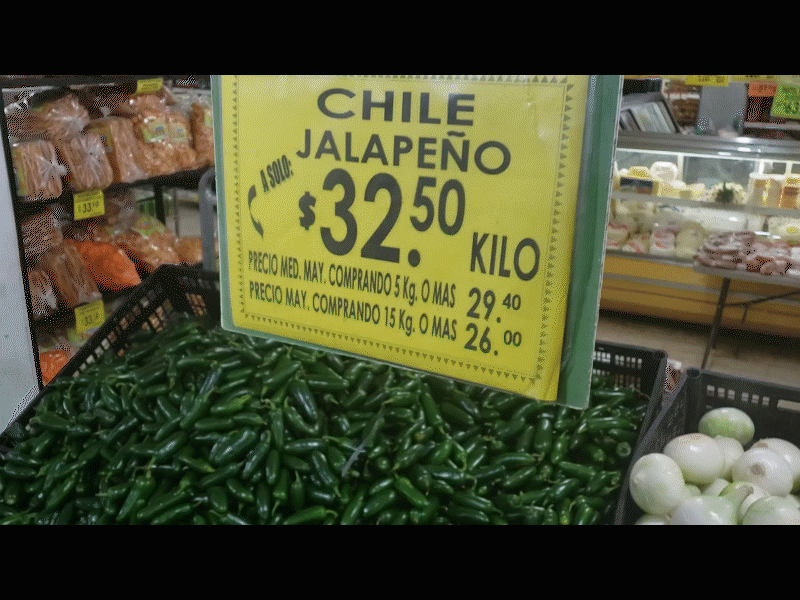 CHILE
JALAPEÑO
A SOLO:
$32.50 KILO
PRECIO MED. MAY. COMPRANDO 5 Kg. O MAS 29.40
PRECIO MAY. COMPRANDO 15 Kg. O MAS 26.00